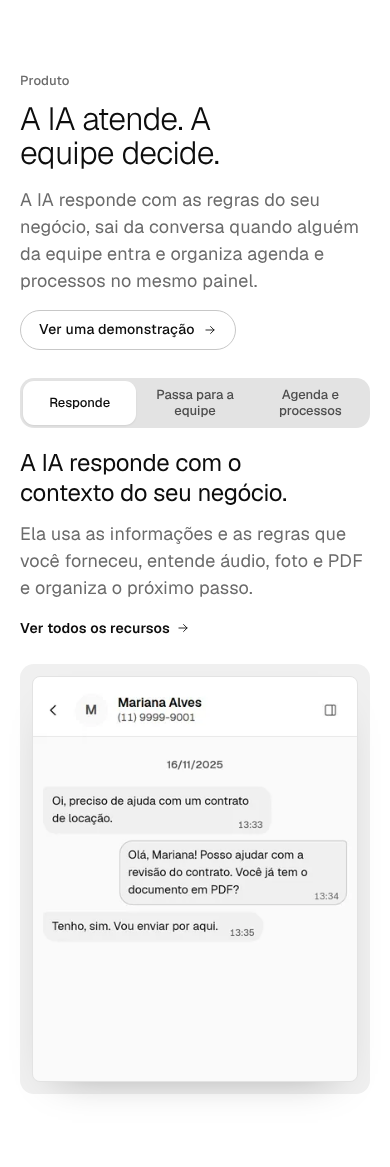 Produto
A IA atende. A
equipe decide.
A IA responde com as regras do seu
negócio, sai da conversa quando alguém
da equipe entra e organiza agenda e
processos no mesmo painel.
Ver uma demonstração →
Responde
Passa para a
equipe
Agenda e
processos
A IA responde com o
contexto do seu negócio.
Ela usa as informações e as regras que
você forneceu, entende áudio, foto e PDF
e organiza o próximo passo.
Ver todos os recursos →
M
Mariana Alves
(11) 9999-9001
16/11/2025
Oi, preciso de ajuda com um contrato
de locação.
13:33
Olá, Mariana! Posso ajudar com a
revisão do contrato. Você já tem o
documento em PDF?
13:34
Tenho, sim. Vou enviar por aqui.
13:35